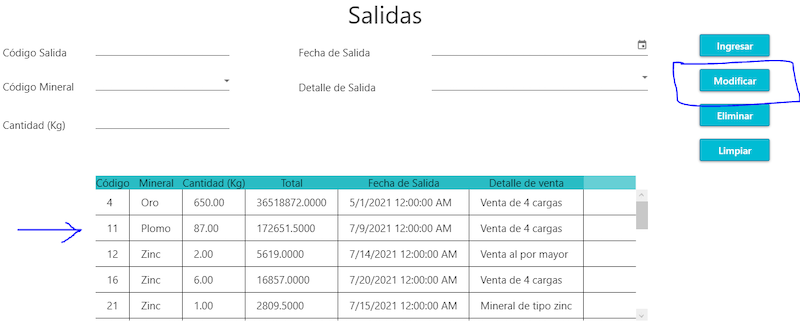 Salidas
Código Salida
Fecha de Salida
Ingresar
Código Mineral
Detalle de Salida
Modificar
Cantidad (Kg)
Eliminar
Limpiar
Código Mineral Cantidad (Kg) Total Fecha de Salida Detalle de venta
4 Oro 650.00 36518872.0000 5/1/2021 12:00:00 AM Venta de 4 cargas
11 Plomo 87.00 172651.5000 7/9/2021 12:00:00 AM Venta de 4 cargas
12 Zinc 2.00 5619.0000 7/14/2021 12:00:00 AM Venta al por mayor
16 Zinc 6.00 16857.0000 7/20/2021 12:00:00 AM Venta de 4 cargas
21 Zinc 1.00 2809.5000 7/15/2021 12:00:00 AM Mineral de tipo zinc